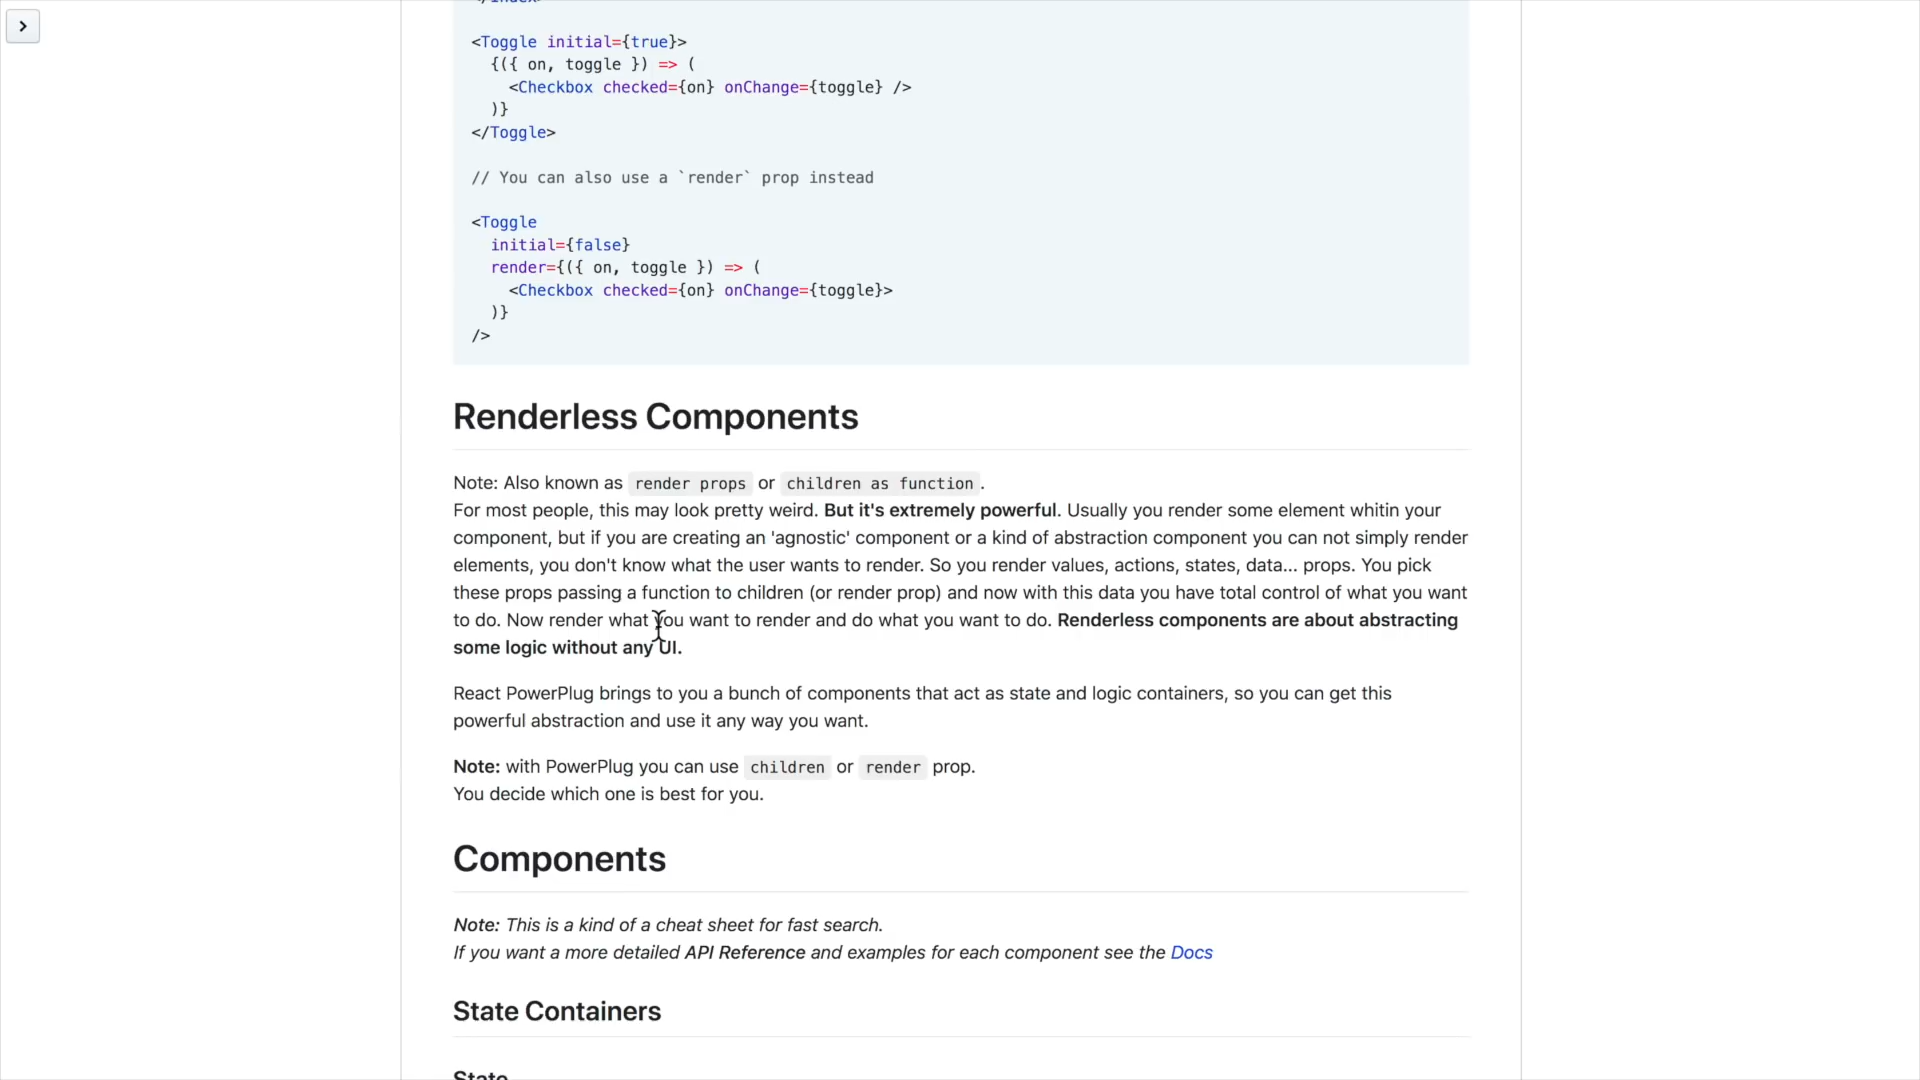 </Index>
<Toggle initial={true}>
{({ on, toggle }) => (
<Checkbox checked={on} onChange={toggle} />
)}
</Toggle>
// You can also use a `render` prop instead
<Toggle
initial={false}
render={({ on, toggle }) => (
<Checkbox checked={on} onChange={toggle}>
)}
/>
Renderless Components
Note: Also known as render props or children as function.
For most people, this may look pretty weird. But it's extremely powerful. Usually you render some element whitin your
component, but if you are creating an 'agnostic' component or a kind of abstraction component you can not simply render
elements, you don't know what the user wants to render. So you render values, actions, states, data... props. You pick
these props passing a function to children (or render prop) and now with this data you have total control of what you want
to do. Now render what you want to render and do what you want to do. Renderless components are about abstracting
some logic without any UI.
React PowerPlug brings to you a bunch of components that act as state and logic containers, so you can get this
powerful abstraction and use it any way you want.
Note: with PowerPlug you can use children or render prop.
You decide which one is best for you.
Components
Note: This is a kind of a cheat sheet for fast search.
If you want a more detailed API Reference and examples for each component see the Docs
State Containers
State